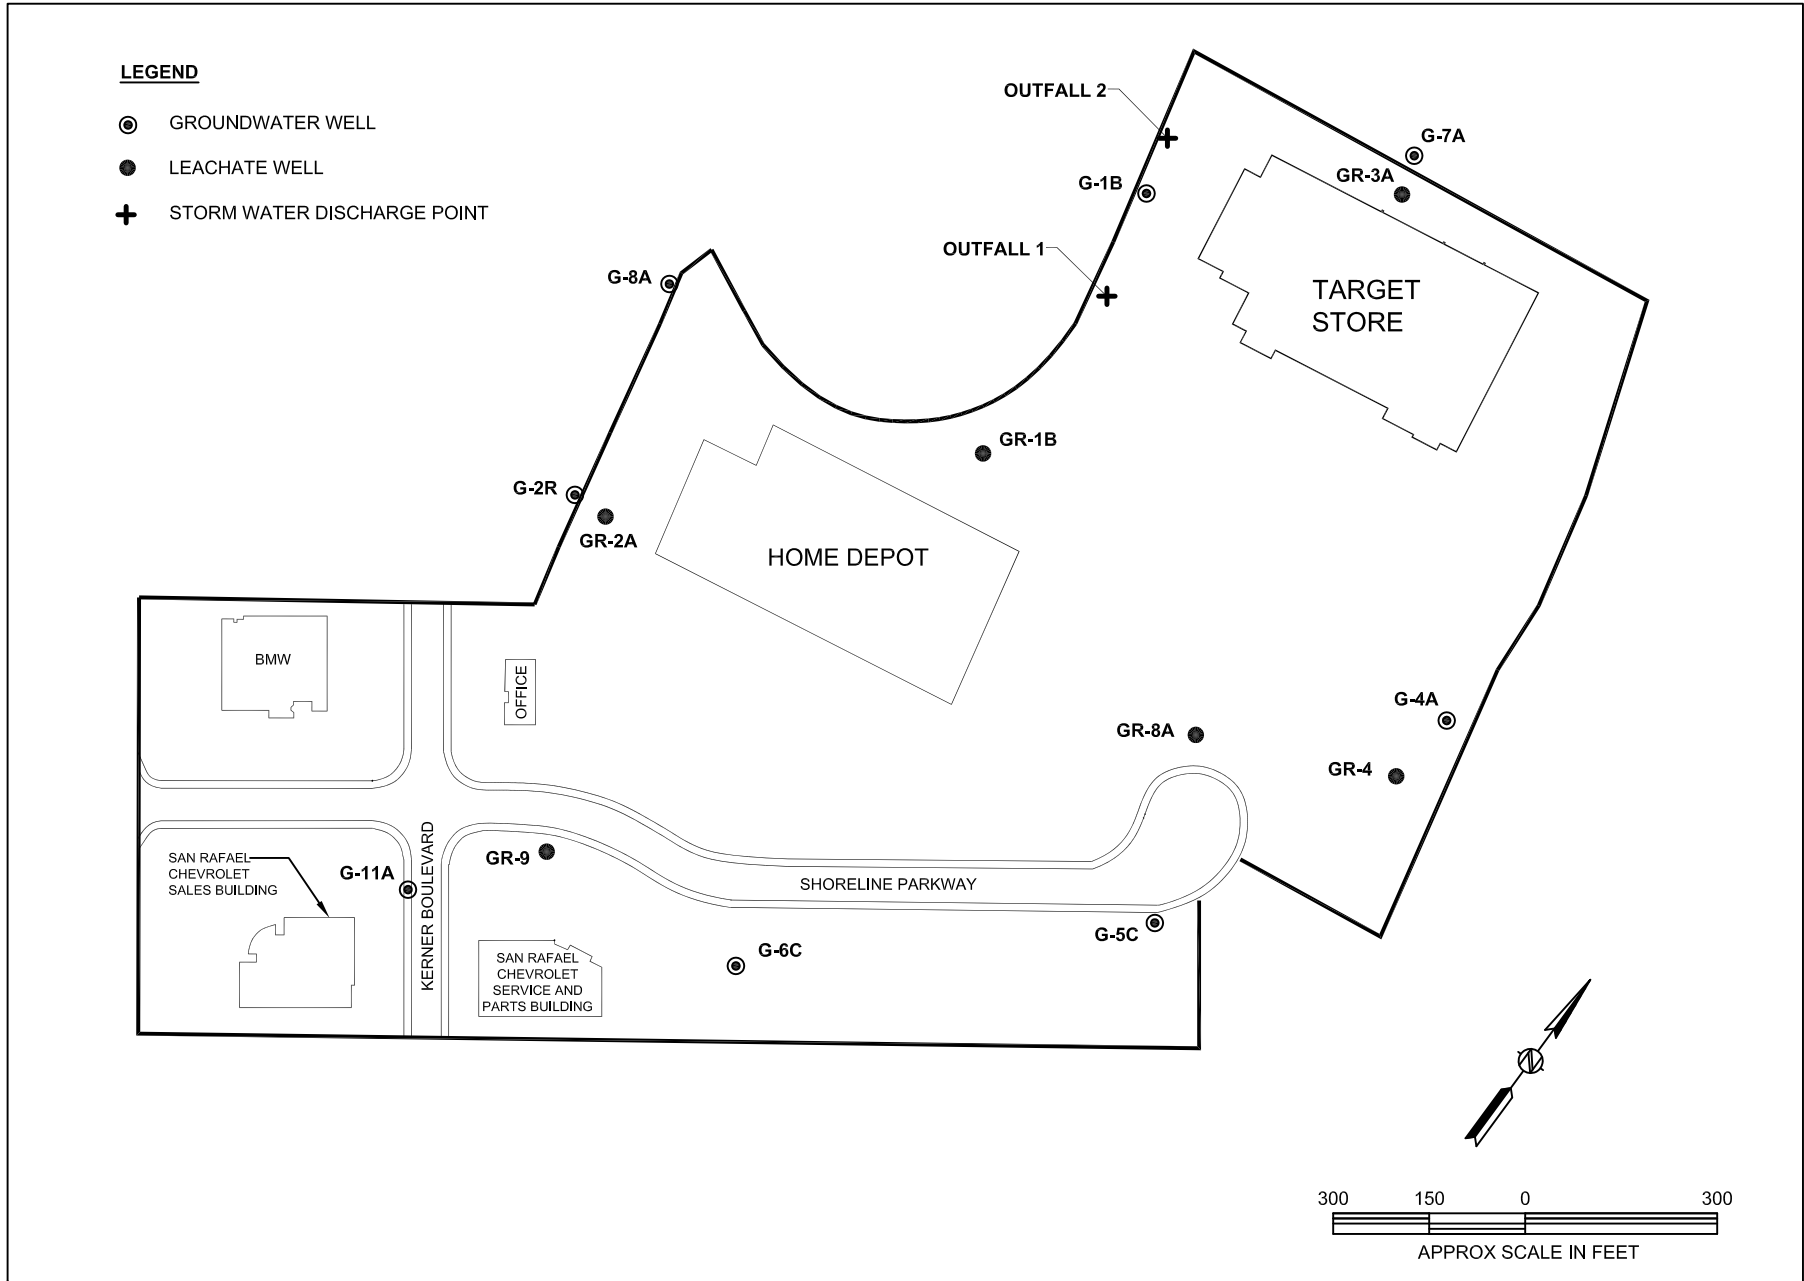 LEGEND
GROUNDWATER WELL
LEACHATE WELL
STORM WATER DISCHARGE POINT
OUTFALL 2
G-7A
GR-3A
G-1B
OUTFALL 1
G-8A
TARGET
STORE
GR-1B
G-2R
GR-2A
HOME DEPOT
BMW
OFFICE
G-4A
GR-8A
GR-4
KERNER BOULEVARD
SAN RAFAEL
CHEVROLET
SALES BUILDING
G-11A
GR-9
SHORELINE PARKWAY
G-5C
G-6C
SAN RAFAEL
CHEVROLET
SERVICE AND
PARTS BUILDING
N
300 150 0 300
APPROX SCALE IN FEET